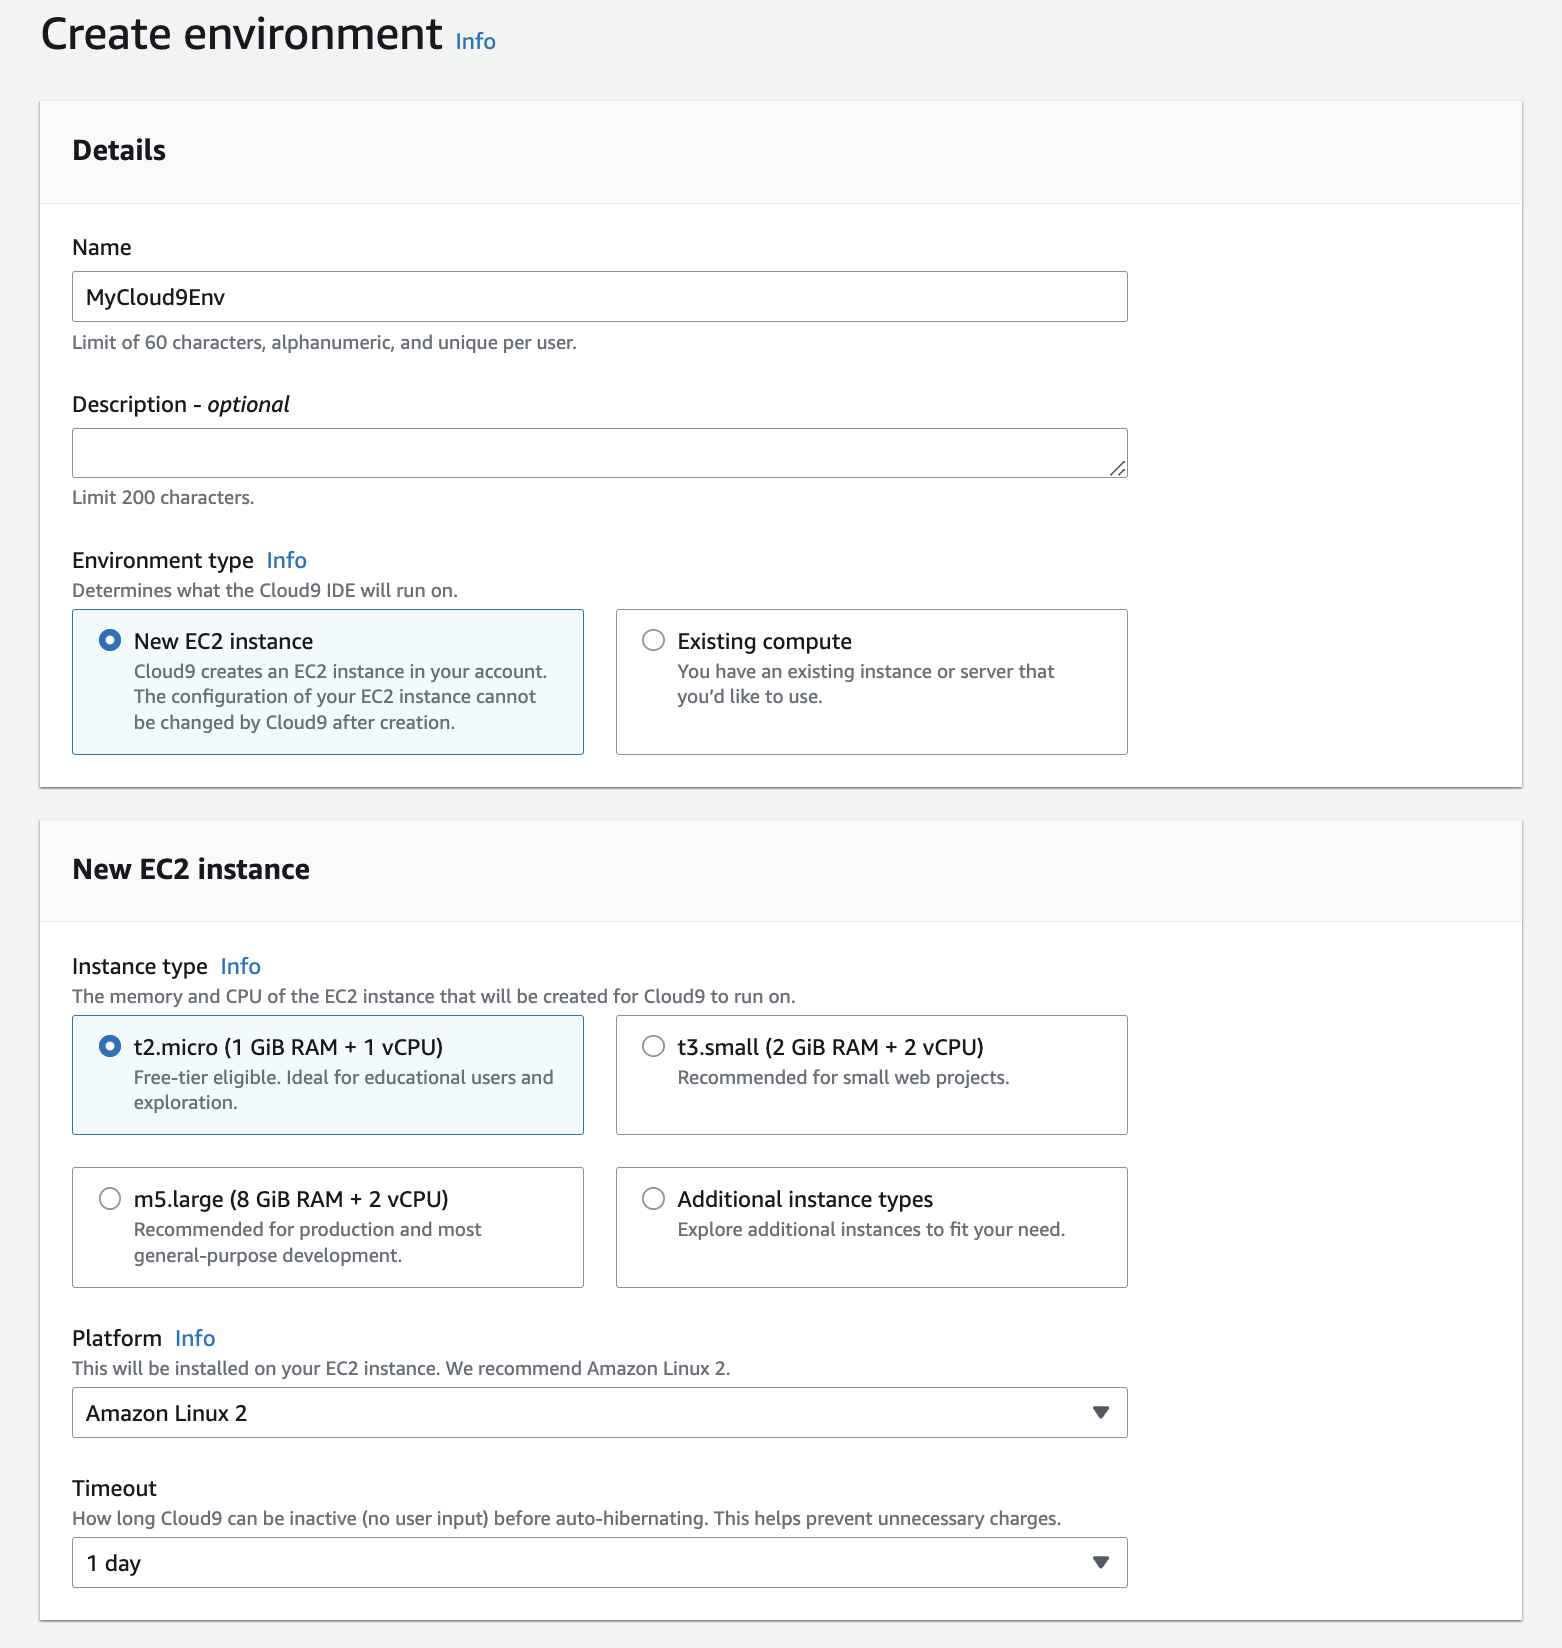 Create environment Info
Details
Name
MyCloud9Env
Limit of 60 characters, alphanumeric, and unique per user.
Description - optional
Limit 200 characters.
Environment type Info
Determines what the Cloud9 IDE will run on.
New EC2 instance
Cloud9 creates an EC2 instance in your account.
The configuration of your EC2 instance cannot
be changed by Cloud9 after creation.
Existing compute
You have an existing instance or server that
you’d like to use.
New EC2 instance
Instance type Info
The memory and CPU of the EC2 instance that will be created for Cloud9 to run on.
t2.micro (1 GiB RAM + 1 vCPU)
Free-tier eligible. Ideal for educational users and
exploration.
t3.small (2 GiB RAM + 2 vCPU)
Recommended for small web projects.
m5.large (8 GiB RAM + 2 vCPU)
Recommended for production and most
general-purpose development.
Additional instance types
Explore additional instances to fit your need.
Platform Info
This will be installed on your EC2 instance. We recommend Amazon Linux 2.
Amazon Linux 2
Timeout
How long Cloud9 can be inactive (no user input) before auto-hibernating. This helps prevent unnecessary charges.
1 day